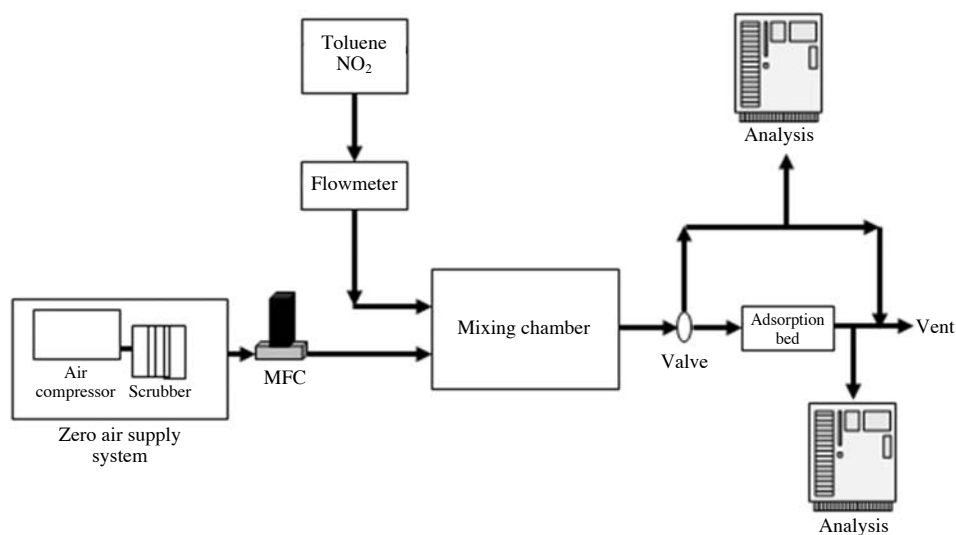 Toluene
NO₂
Flowmeter
Analysis
Mixing chamber
Valve
Adsorption
bed
Vent
MFC
Air
compressor
Scrubber
Zero air supply
system
Analysis